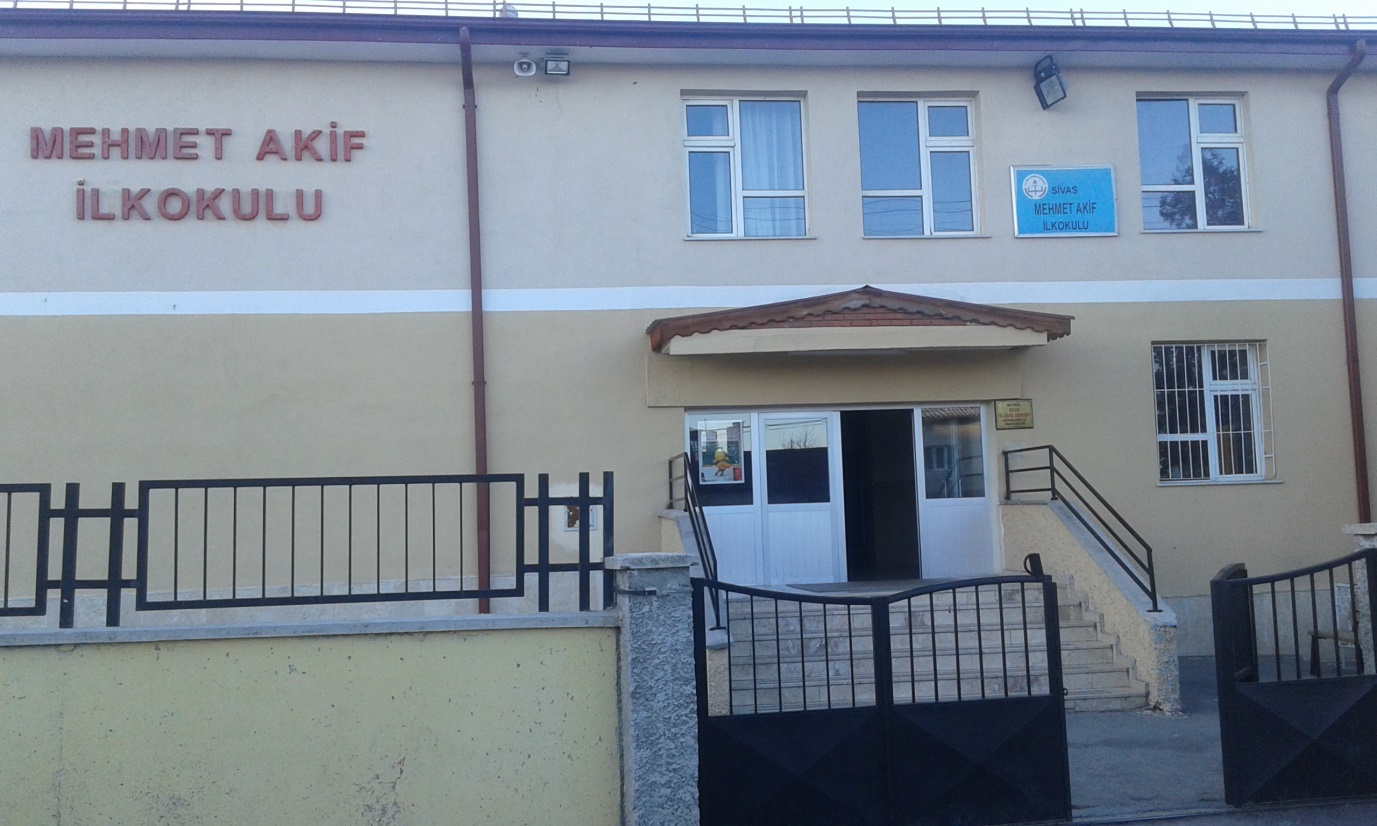 MEHMET AKİF
İLKOKULU
SİVAS
MEHMET AKİF
İLKOKULU